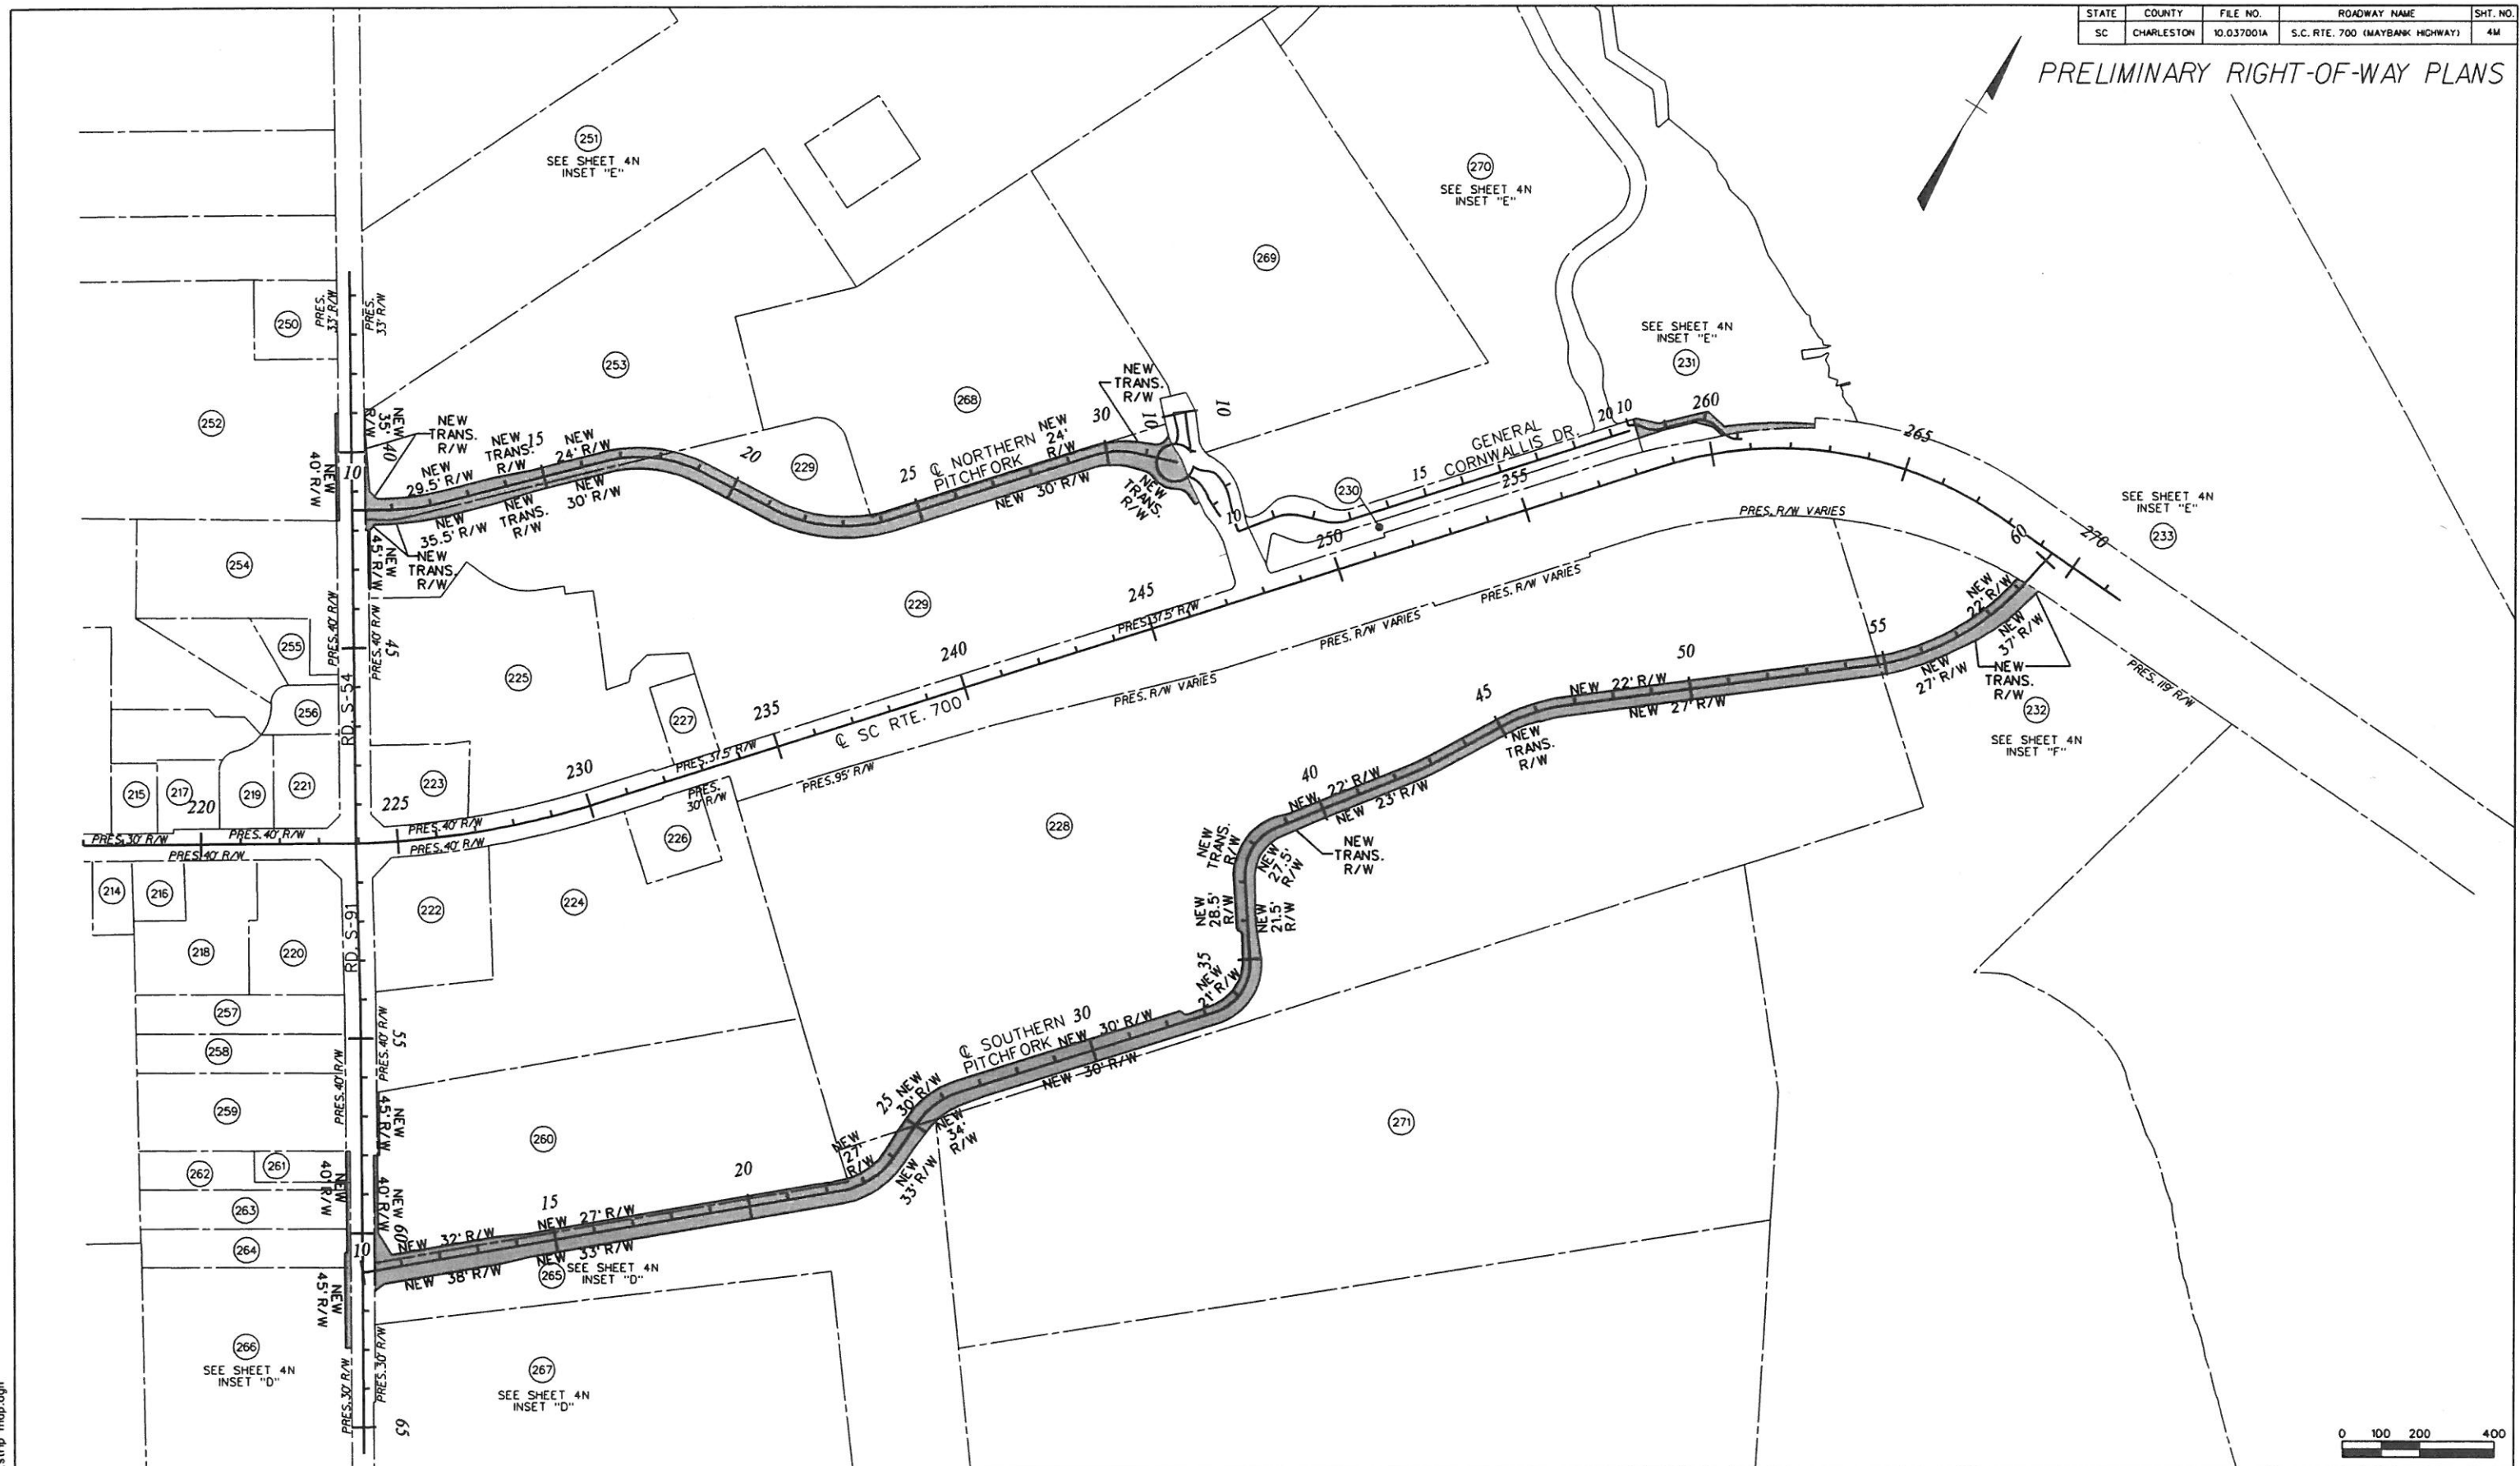 STATE COUNTY FILE NO. ROADWAY NAME SHT. NO.
SC CHARLESTON 10.037001A S.C. RTE. 700 (MAYBANK HIGHWAY) 4M
PRELIMINARY RIGHT-OF-WAY PLANS
251
SEE SHEET 4N
INSET "E"
270
SEE SHEET 4N
INSET "E"
269
250
PRES.
33' R/W
PRES.
33' R/W
253
SEE SHEET 4N
INSET "E"
231
252
268
NEW
TRANS.
R/W
NEW
35'
R/W
40
NEW
TRANS.
R/W
NEW
TRANS.
R/W
15
NEW
24' R/W
NEW
29.5' R/W
NEW
35.5' R/W
NEW
TRANS.
R/W
NEW
30' R/W
NEW
TRANS.
R/W
NEW
40' R/W
10
NEW
45' R/W
20
229
25
℄ NORTHERN
PITCHFORK
NEW
24'
R/W
30
NEW 30' R/W
NEW
TRANS.
R/W
10
10
10
GENERAL
CORNWALLIS DR.
15
20
10
260
265
230
250
255
PRES. R/W VARIES
SEE SHEET 4N
INSET "E"
233
60
270
254
255
256
PRES. 40' R/W
PRES. 40' R/W
45
RD. S-54
225
229
227
245
240
235
230
225
220
PRES. 37.5' R/W
PRES. 37.5' R/W
℄ SC RTE. 700
PRES. R/W VARIES
PRES. R/W VARIES
PRES. R/W VARIES
PRES. 95' R/W
PRES.
30' R/W
NEW
22' R/W
NEW
37' R/W
NEW
27' R/W
NEW
TRANS.
R/W
232
SEE SHEET 4N
INSET "F"
PRES. 119' R/W
55
50
45
40
NEW 22' R/W
NEW 27' R/W
NEW
TRANS.
R/W
NEW 22' R/W
NEW 23' R/W
NEW
TRANS.
R/W
NEW
TRANS.
R/W
NEW
27.5'
R/W
NEW
28.5'
R/W
NEW
21.5'
R/W
35
NEW
21' R/W
215
217
219
221
223
PRES. 30' R/W
PRES. 40' R/W
PRES. 40' R/W
PRES. 40' R/W
PRES. 40' R/W
226
228
224
222
214
216
218
220
RD. S-91
257
258
259
PRES. 40' R/W
PRES. 40' R/W
55
℄ SOUTHERN
PITCHFORK
30
NEW 30' R/W
NEW 30' R/W
25
NEW
30' R/W
NEW
34'
R/W
NEW
27'
R/W
NEW
33' R/W
271
260
NEW
45' R/W
NEW
40' R/W
NEW
40' R/W
60
261
262
263
264
10
NEW 32' R/W
NEW 38' R/W
15
NEW 27' R/W
NEW 33' R/W
20
265
SEE SHEET 4N
INSET "D"
NEW
45' R/W
266
SEE SHEET 4N
INSET "D"
267
SEE SHEET 4N
INSET "D"
PRES. 30' R/W
PRES. 30' R/W
65
0 100 200 400